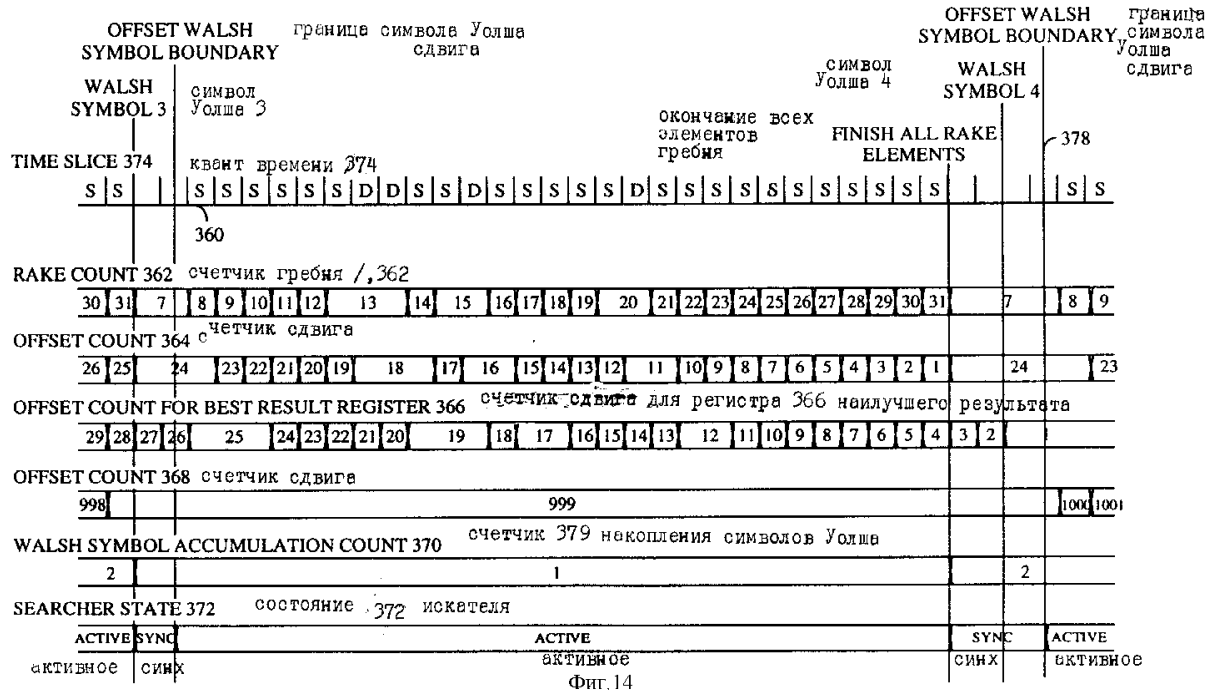 OFFSET WALSH
SYMBOL BOUNDARY
граница символа Уолша
сдвига
OFFSET WALSH
SYMBOL BOUNDARY
граница
символа
Уолша
сдвига
WALSH
SYMBOL 3
символ
Уолша 3
символ
Уолша 4
WALSH
SYMBOL 4
окончание всех
элементов
гребня
FINISH ALL RAKE
ELEMENTS
378
TIME SLICE 374 квант времени 374
S S S S S S S S D D S S D S S S S S D S S S S S S S S S S S S
360
RAKE COUNT 362 счетчик гребня /,362
30 31 7 8 9 10 11 12 13 14 15 16 17 18 19 20 21 22 23 24 25 26 27 28 29 30 31 7 8 9
OFFSET COUNT 364 счетчик сдвига
26 25 24 23 22 21 20 19 18 17 16 15 14 13 12 11 10 9 8 7 6 5 4 3 2 1 24 23
OFFSET COUNT FOR BEST RESULT REGISTER 366 счетчик сдвига для регистра 366 наилучшего результата
29 28 27 26 25 24 23 22 21 20 19 18 17 16 15 14 13 12 11 10 9 8 7 6 5 4 3 2
OFFSET COUNT 368 счетчик сдвига
998 999 1000 1001
WALSH SYMBOL ACCUMULATION COUNT 370 счетчик 379 накопления символов Уолша
2 1 2
SEARCHER STATE 372 состояние 372 искателя
ACTIVE SYNC ACTIVE SYNC ACTIVE
активное синх активное синх активное
Фиг.14